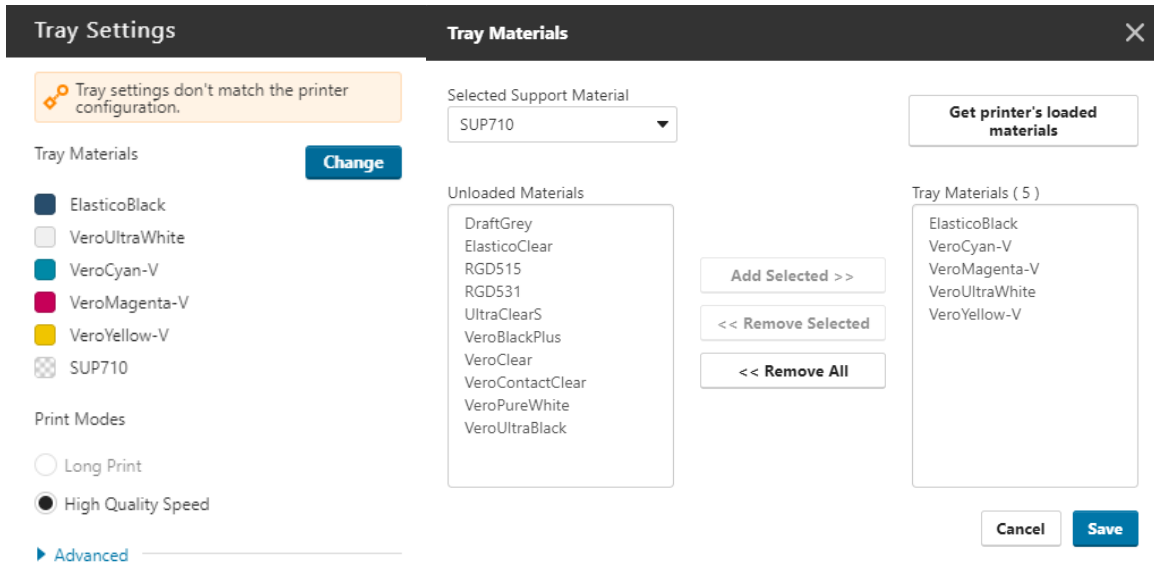 Tray Settings
Tray settings don't match the printer
configuration.
Tray Materials
Change
ElasticoBlack
VeroUltraWhite
VeroCyan-V
VeroMagenta-V
VeroYellow-V
SUP710
Print Modes
Long Print
High Quality Speed
Advanced
Tray Materials
Selected Support Material
SUP710
Get printer's loaded
materials
Unloaded Materials
DraftGrey
ElasticoClear
RGD515
RGD531
UltraClearS
VeroBlackPlus
VeroClear
VeroContactClear
VeroPureWhite
VeroUltraBlack
Add Selected >>
<< Remove Selected
<< Remove All
Tray Materials ( 5 )
ElasticoBlack
VeroCyan-V
VeroMagenta-V
VeroUltraWhite
VeroYellow-V
Cancel
Save